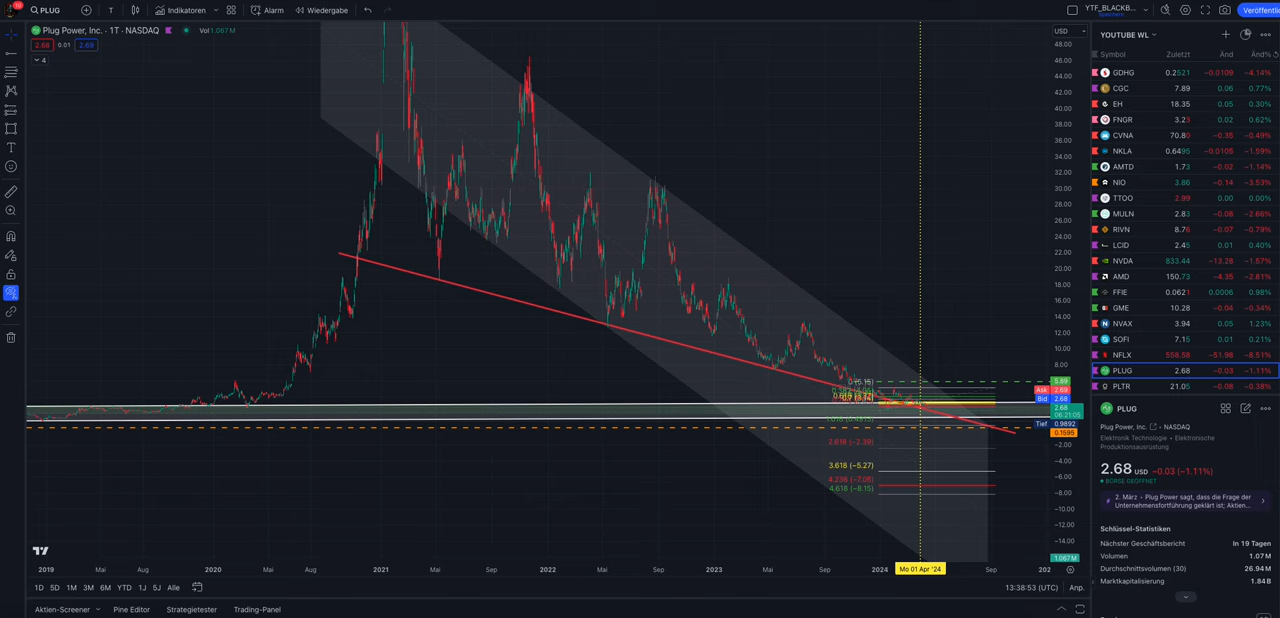 10
PLUG
T
Indikatoren
Alarm
Wiedergabe
YTF_BLACKB...
Speichern
Veröffentlic
Plug Power, Inc. · 1T · NASDAQ
Vol 1.067 M
2.68 0.01 2.69
4
USD
48.00
46.00
44.00
42.00
40.00
38.00
36.00
34.00
32.00
30.00
28.00
26.00
24.00
22.00
20.00
18.00
16.00
14.00
12.00
10.00
8.00
5.89
Ask 2.69
Bid 2.68
2.68
06:21:05
Tief 0.9892
0.1595
−2.00
−4.00
−6.00
−8.00
−10.00
−12.00
−14.00
1.067 M
0 (5.15)
2.618 (−2.39)
3.618 (−5.27)
4.236 (−7.05)
4.618 (−8.15)
2019 Mai Aug 2020 Mai Aug 2021 Mai Sep 2022 Mai Sep 2023 Mai Sep 2024 Mo 01 Apr '24 Sep 202
1D 5D 1M 3M 6M YTD 1J 5J Alle
13:38:53 (UTC) Anp.
Aktien-Screener Pine Editor Strategietester Trading-Panel
YOUTUBE WL
Symbol Zuletzt Änd Änd%
GDHG 0.2521 −0.0109 −4.14%
CGC 7.89 0.06 0.77%
EH 18.35 0.05 0.30%
FNGR 3.23 0.02 0.62%
CVNA 70.80 −0.35 −0.49%
NKLA 0.6495 −0.0105 −1.59%
AMTD 1.73 −0.02 −1.14%
NIO 3.86 −0.14 −3.53%
TTOO 2.99 0.00 0.00%
MULN 2.83 −0.08 −2.66%
RIVN 8.76 −0.07 −0.79%
LCID 2.45 0.01 0.40%
NVDA 833.44 −13.28 −1.57%
AMD 150.73 −4.35 −2.81%
FFIE 0.0621 0.0006 0.98%
GME 10.28 −0.04 −0.34%
NVAX 3.94 0.05 1.23%
SOFI 7.15 0.01 0.21%
NFLX 558.58 −51.98 −8.51%
PLUG 2.68 −0.03 −1.11%
PLTR 21.05 −0.08 −0.38%
PLUG
Plug Power, Inc. • NASDAQ
Elektronik Technologie • Elektronische
Produktionsausrüstung
2.68 USD −0.03 (−1.11%)
BÖRSE GEÖFFNET
2. März • Plug Power sagt, dass die Frage der
Unternehmensfortführung geklärt ist; Aktien...
Schlüssel-Statistiken
Nächster Geschäftsbericht In 19 Tagen
Volumen 1.07 M
Durchschnittsvolumen (30) 26.94 M
Marktkapitalisierung 1.84 B